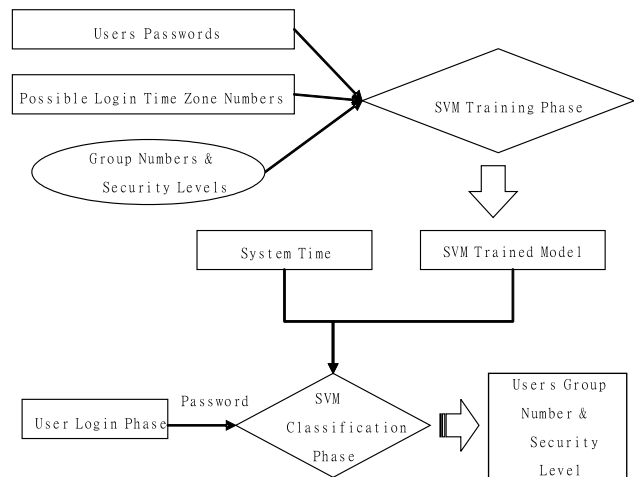 Users Passwords
Possible Login Time Zone Numbers
Group Numbers &
Security Levels
SVM Training Phase
System Time
SVM Trained Model
User Login Phase
Password
SVM
Classification
Phase
Users Group
Number &
Security
Level